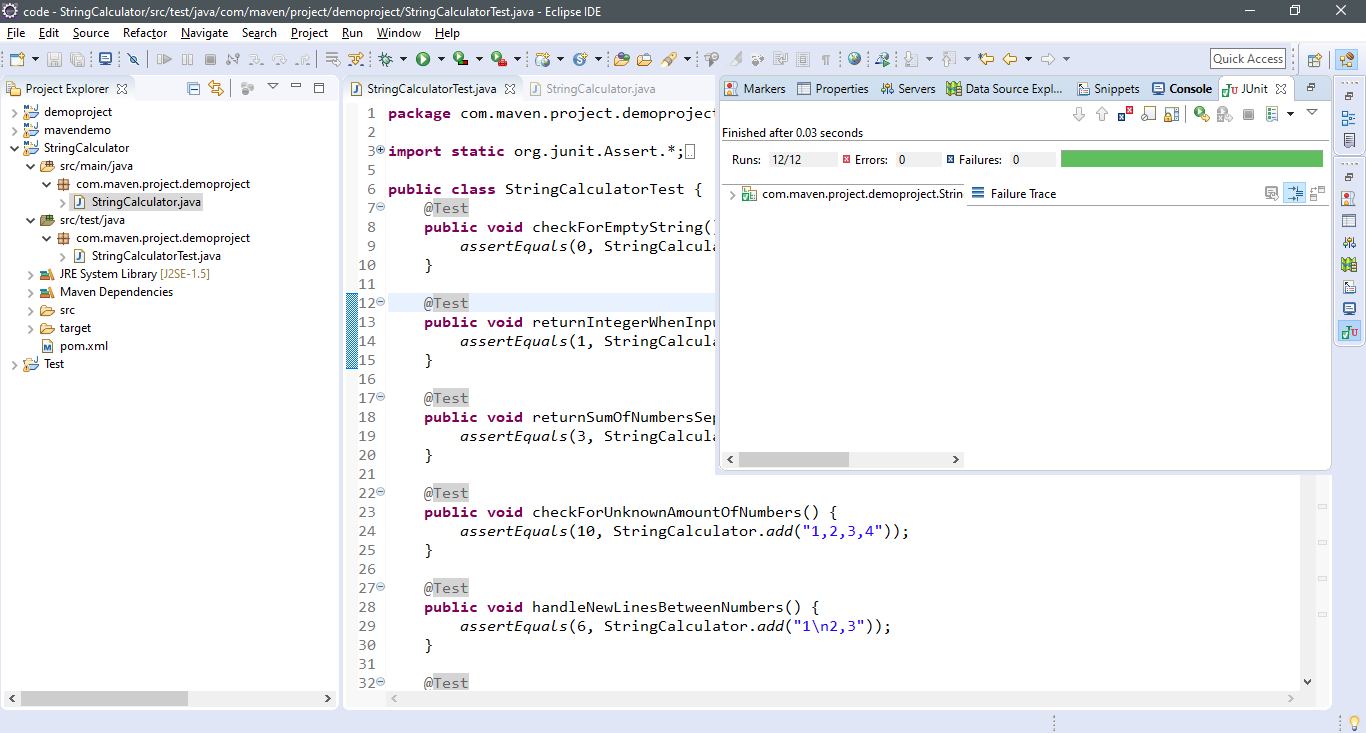 code - StringCalculator/src/test/java/com/maven/project/demoproject/StringCalculatorTest.java - Eclipse IDE
File Edit Source Refactor Navigate Search Project Run Window Help
Quick Access
Project Explorer
demoproject
mavendemo
StringCalculator
src/main/java
com.maven.project.demoproject
StringCalculator.java
src/test/java
com.maven.project.demoproject
StringCalculatorTest.java
JRE System Library [J2SE-1.5]
Maven Dependencies
src
target
pom.xml
Test
StringCalculatorTest.java StringCalculator.java
1 package com.maven.project.demoproject
2
3 import static org.junit.Assert.*;
5
6 public class StringCalculatorTest {
7 @Test
8 public void checkForEmptyString()
9 assertEquals(0, StringCalcula
10 }
11
12 @Test
13 public void returnIntegerWhenInpu
14 assertEquals(1, StringCalcula
15 }
16
17 @Test
18 public void returnSumOfNumbersSep
19 assertEquals(3, StringCalcula
20 }
21
22 @Test
23 public void checkForUnknownAmountOfNumbers() {
24 assertEquals(10, StringCalculator.add("1,2,3,4"));
25 }
26
27 @Test
28 public void handleNewLinesBetweenNumbers() {
29 assertEquals(6, StringCalculator.add("1\n2,3"));
30 }
31
32 @Test
Markers Properties Servers Data Source Expl... Snippets Console JUnit
Finished after 0.03 seconds
Runs: 12/12 Errors: 0 Failures: 0
com.maven.project.demoproject.Strin
Failure Trace